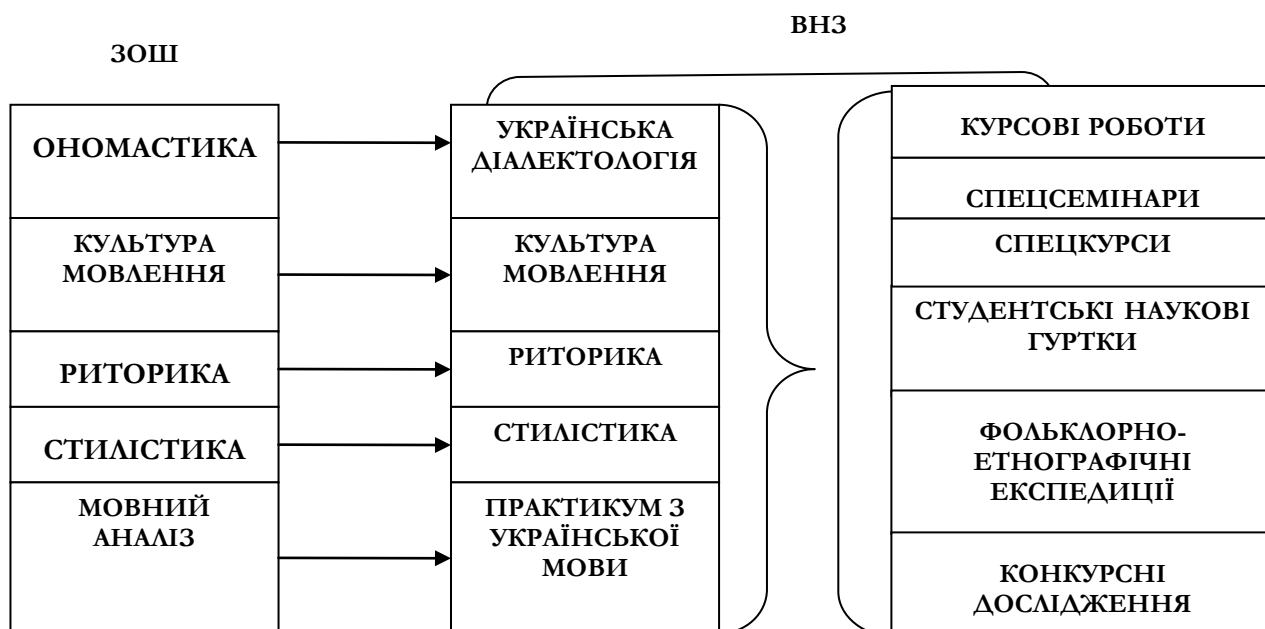 ВНЗ
ЗОШ
ОНОМАСТИКА
КУЛЬТУРА
МОВЛЕННЯ
РИТОРИКА
СТИЛІСТИКА
МОВНИЙ
АНАЛІЗ
УКРАЇНСЬКА
ДІАЛЕКТОЛОГІЯ
КУЛЬТУРА
МОВЛЕННЯ
РИТОРИКА
СТИЛІСТИКА
ПРАКТИКУМ З
УКРАЇНСЬКОЇ
МОВИ
КУРСОВІ РОБОТИ
СПЕЦСЕМІНАРИ
СПЕЦКУРСИ
СТУДЕНТСЬКІ НАУКОВІ
ГУРТКИ
ФОЛЬКЛОРНО-
ЕТНОГРАФІЧНІ
ЕКСПЕДИЦІЇ
КОНКУРСНІ
ДОСЛІДЖЕННЯ